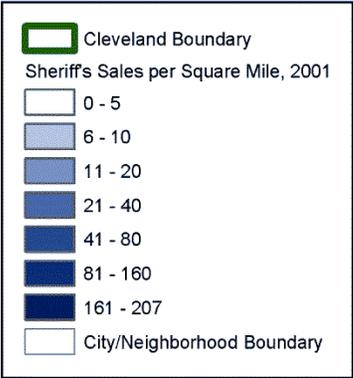 Cleveland Boundary
Sheriff's Sales per Square Mile, 2001
0 - 5
6 - 10
11 - 20
21 - 40
41 - 80
81 - 160
161 - 207
City/Neighborhood Boundary